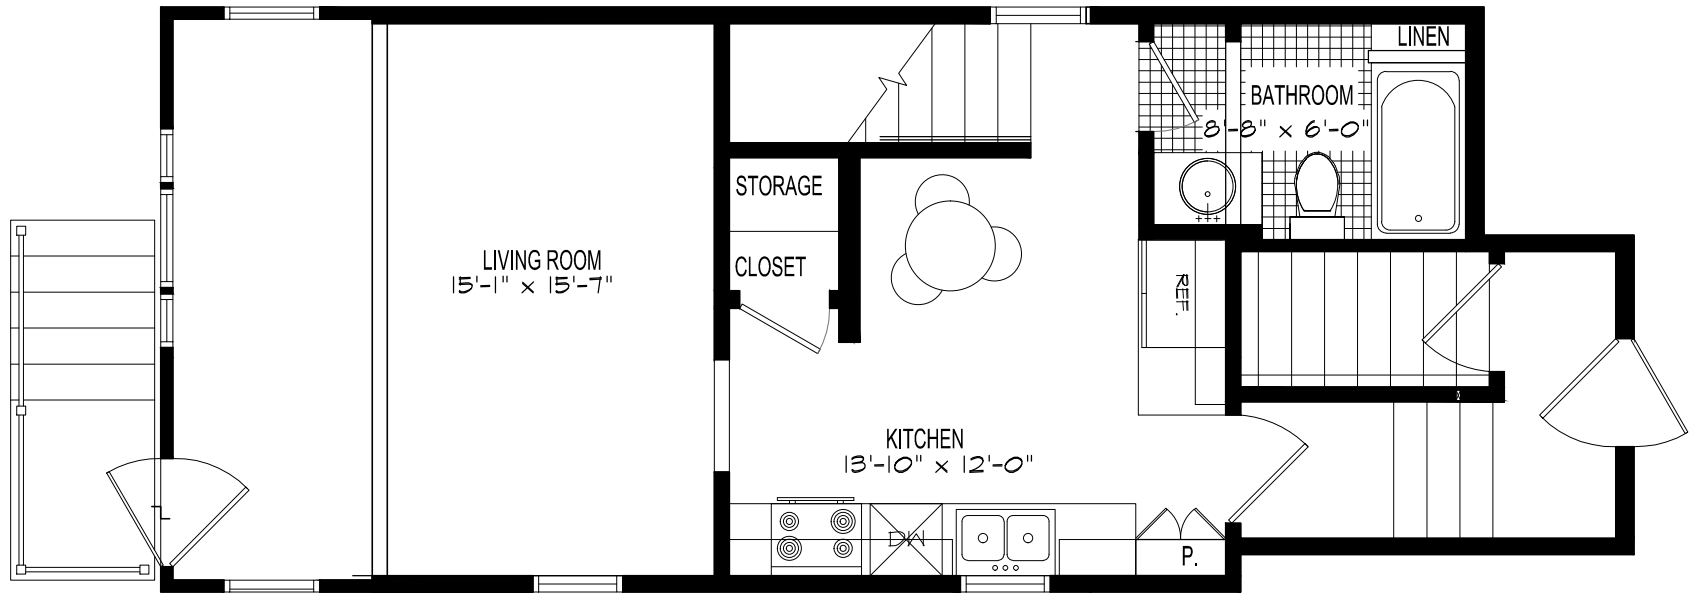 LINEN
BATHROOM
8'-8" x 6'-0"
STORAGE
CLOSET
LIVING ROOM
15'-1" x 15'-7"
REF.
KITCHEN
13'-10" x 12'-0"
DW
P.